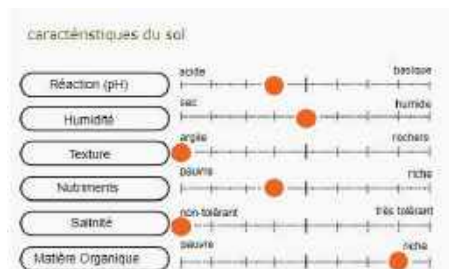 caractéristiques du sol
acide basique
Réaction (pH)
sec humide
Humidité
argile rochers
Texture
pauvre riche
Nutriments
non-tolérant très tolérant
Salinité
pauvre riche
Matière Organique